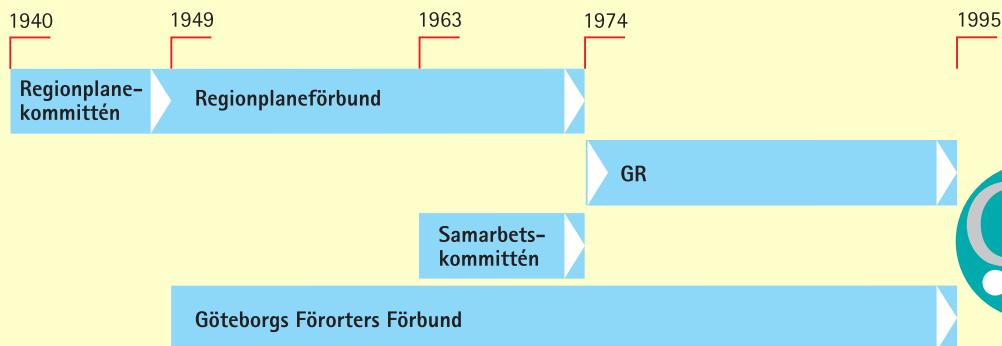 1940 1949 1963 1974 1995
Regionplane-
kommittén
Regionplaneförbund
GR
Samarbets-
kommittén
Göteborgs Förorters Förbund